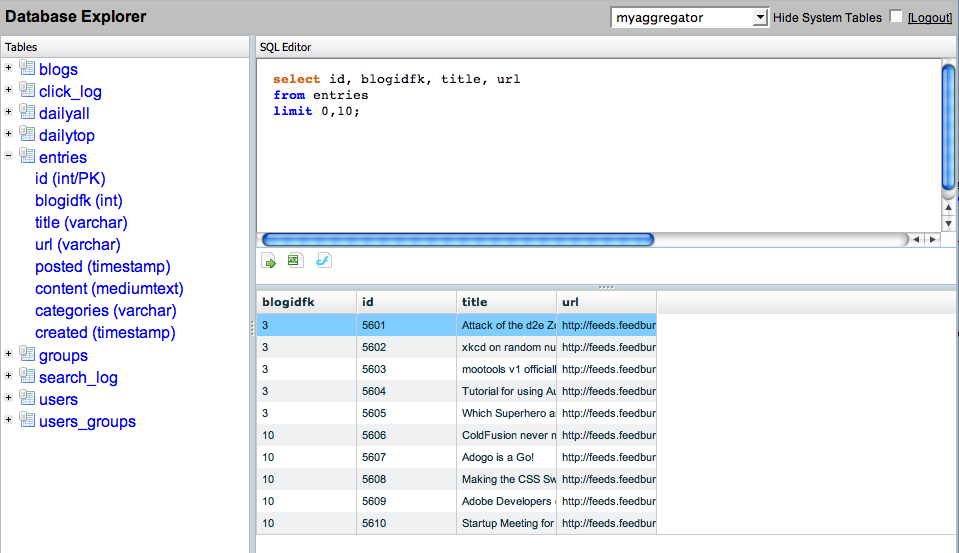 Database Explorer
myaggregator Hide System Tables [Logout]
Tables
blogs
click_log
dailyall
dailytop
entries
id (int/PK)
blogidfk (int)
title (varchar)
url (varchar)
posted (timestamp)
content (mediumtext)
categories (varchar)
created (timestamp)
groups
search_log
users
users_groups
SQL Editor
select id, blogidfk, title, url
from entries
limit 0,10;
blogidfk id title url
3 5601 Attack of the d2e http://feeds.feedbur
3 5602 xkcd on random nu http://feeds.feedbur
3 5603 mootools v1 official http://feeds.feedbur
3 5604 Tutorial for using Au http://feeds.feedbur
3 5605 Which Superhero a http://feeds.feedbur
10 5606 ColdFusion never http://feeds.feedbur
10 5607 Adogo is a Go! http://feeds.feedbur
10 5608 Making the CSS Sw http://feeds.feedbur
10 5609 Adobe Developers http://feeds.feedbur
10 5610 Startup Meeting for http://feeds.feedbur